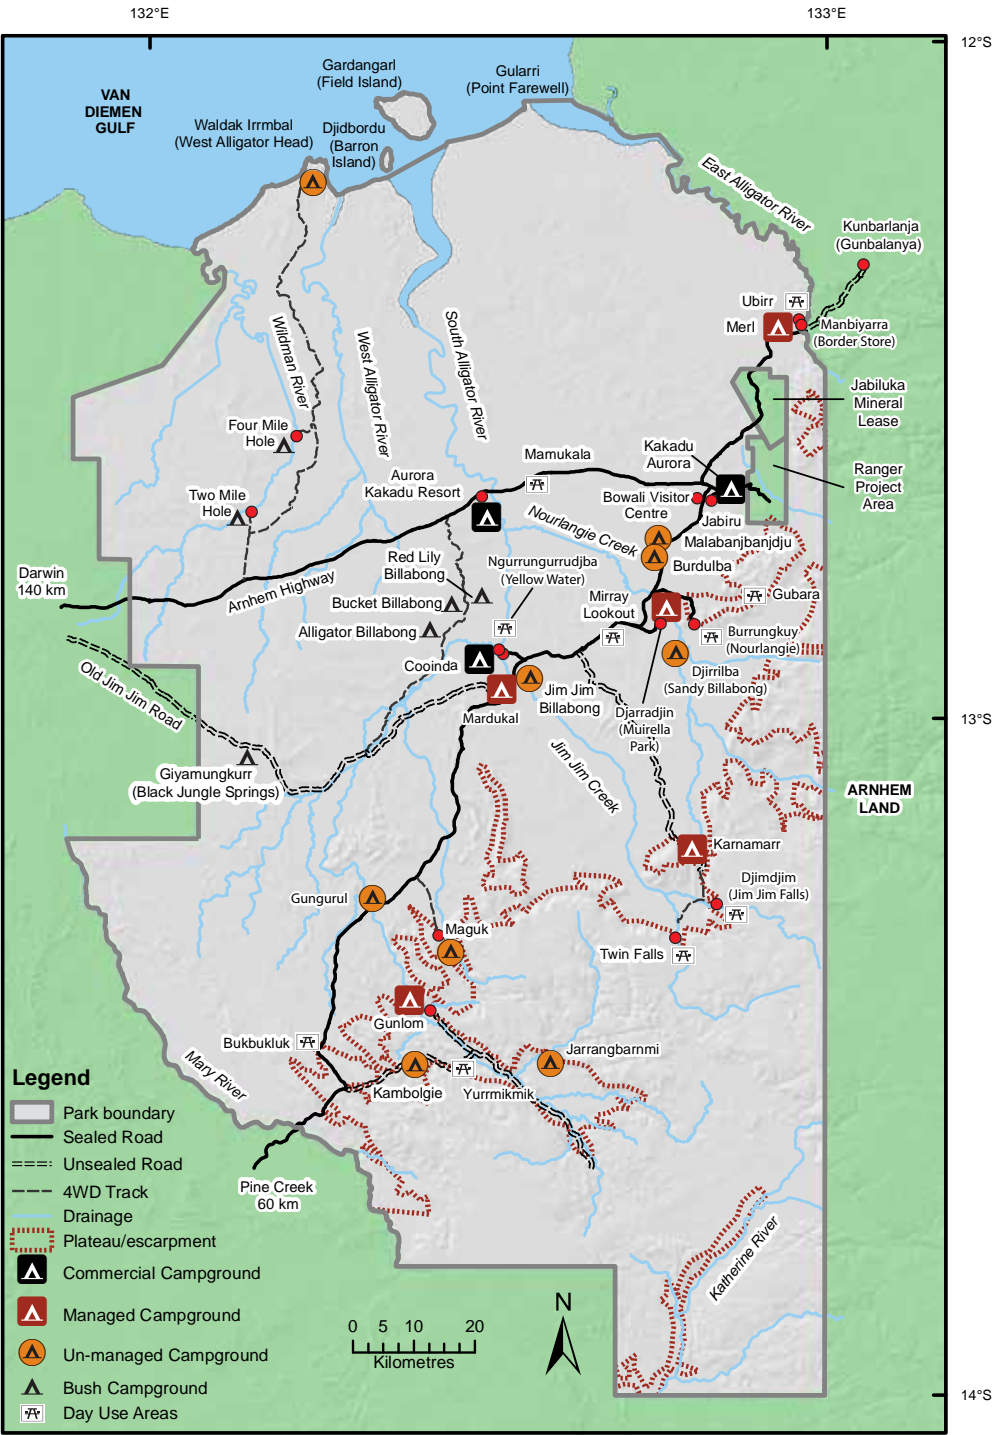 132°E
133°E
12°S
Gardangarl
(Field Island)
Gularri
(Point Farewell)
VAN
DIEMEN
GULF
Waldak Irrmbal
(West Alligator Head)
Djidbordu
(Barron
Island)
East Alligator River
Kunbarlanja
(Gunbalanya)
Ubirr
Merl
Manbiyarra
(Border Store)
Wildman River
West Alligator River
South Alligator River
Jabiluka
Mineral
Lease
Four Mile
Hole
Kakadu
Aurora
Mamukala
Ranger
Project
Area
Aurora
Kakadu Resort
Two Mile
Hole
Bowali Visitor
Centre
Jabiru
Nourlangie Creek
Malabanjbanjdju
Burdulba
Red Lily
Billabong
Ngurrungurrudjba
(Yellow Water)
Darwin
140 km
Arnhem Highway
Bucket Billabong
Mirray
Lookout
Gubara
Alligator Billabong
Burrungkuy
(Nourlangie)
Cooinda
Djirrilba
(Sandy Billabong)
Old Jim Jim Road
Jim Jim
Billabong
Mardukal
Djarradjin
(Muirella
Park)
13°S
Giyamungkurr
(Black Jungle Springs)
Jim Jim Creek
ARNHEM
LAND
Karnamarr
Djimdjim
(Jim Jim Falls)
Gungurul
Maguk
Twin Falls
Gunlom
Bukbukluk
Jarrangbarnmi
Mary River
Kambolgie
Yurrmikmik
Legend
Park boundary
Sealed Road
Unsealed Road
4WD Track
Drainage
Plateau/escarpment
Commercial Campground
Managed Campground
Un-managed Campground
Bush Campground
Day Use Areas
Pine Creek
60 km
Katherine River
N
0 5 10 20
Kilometres
14°S